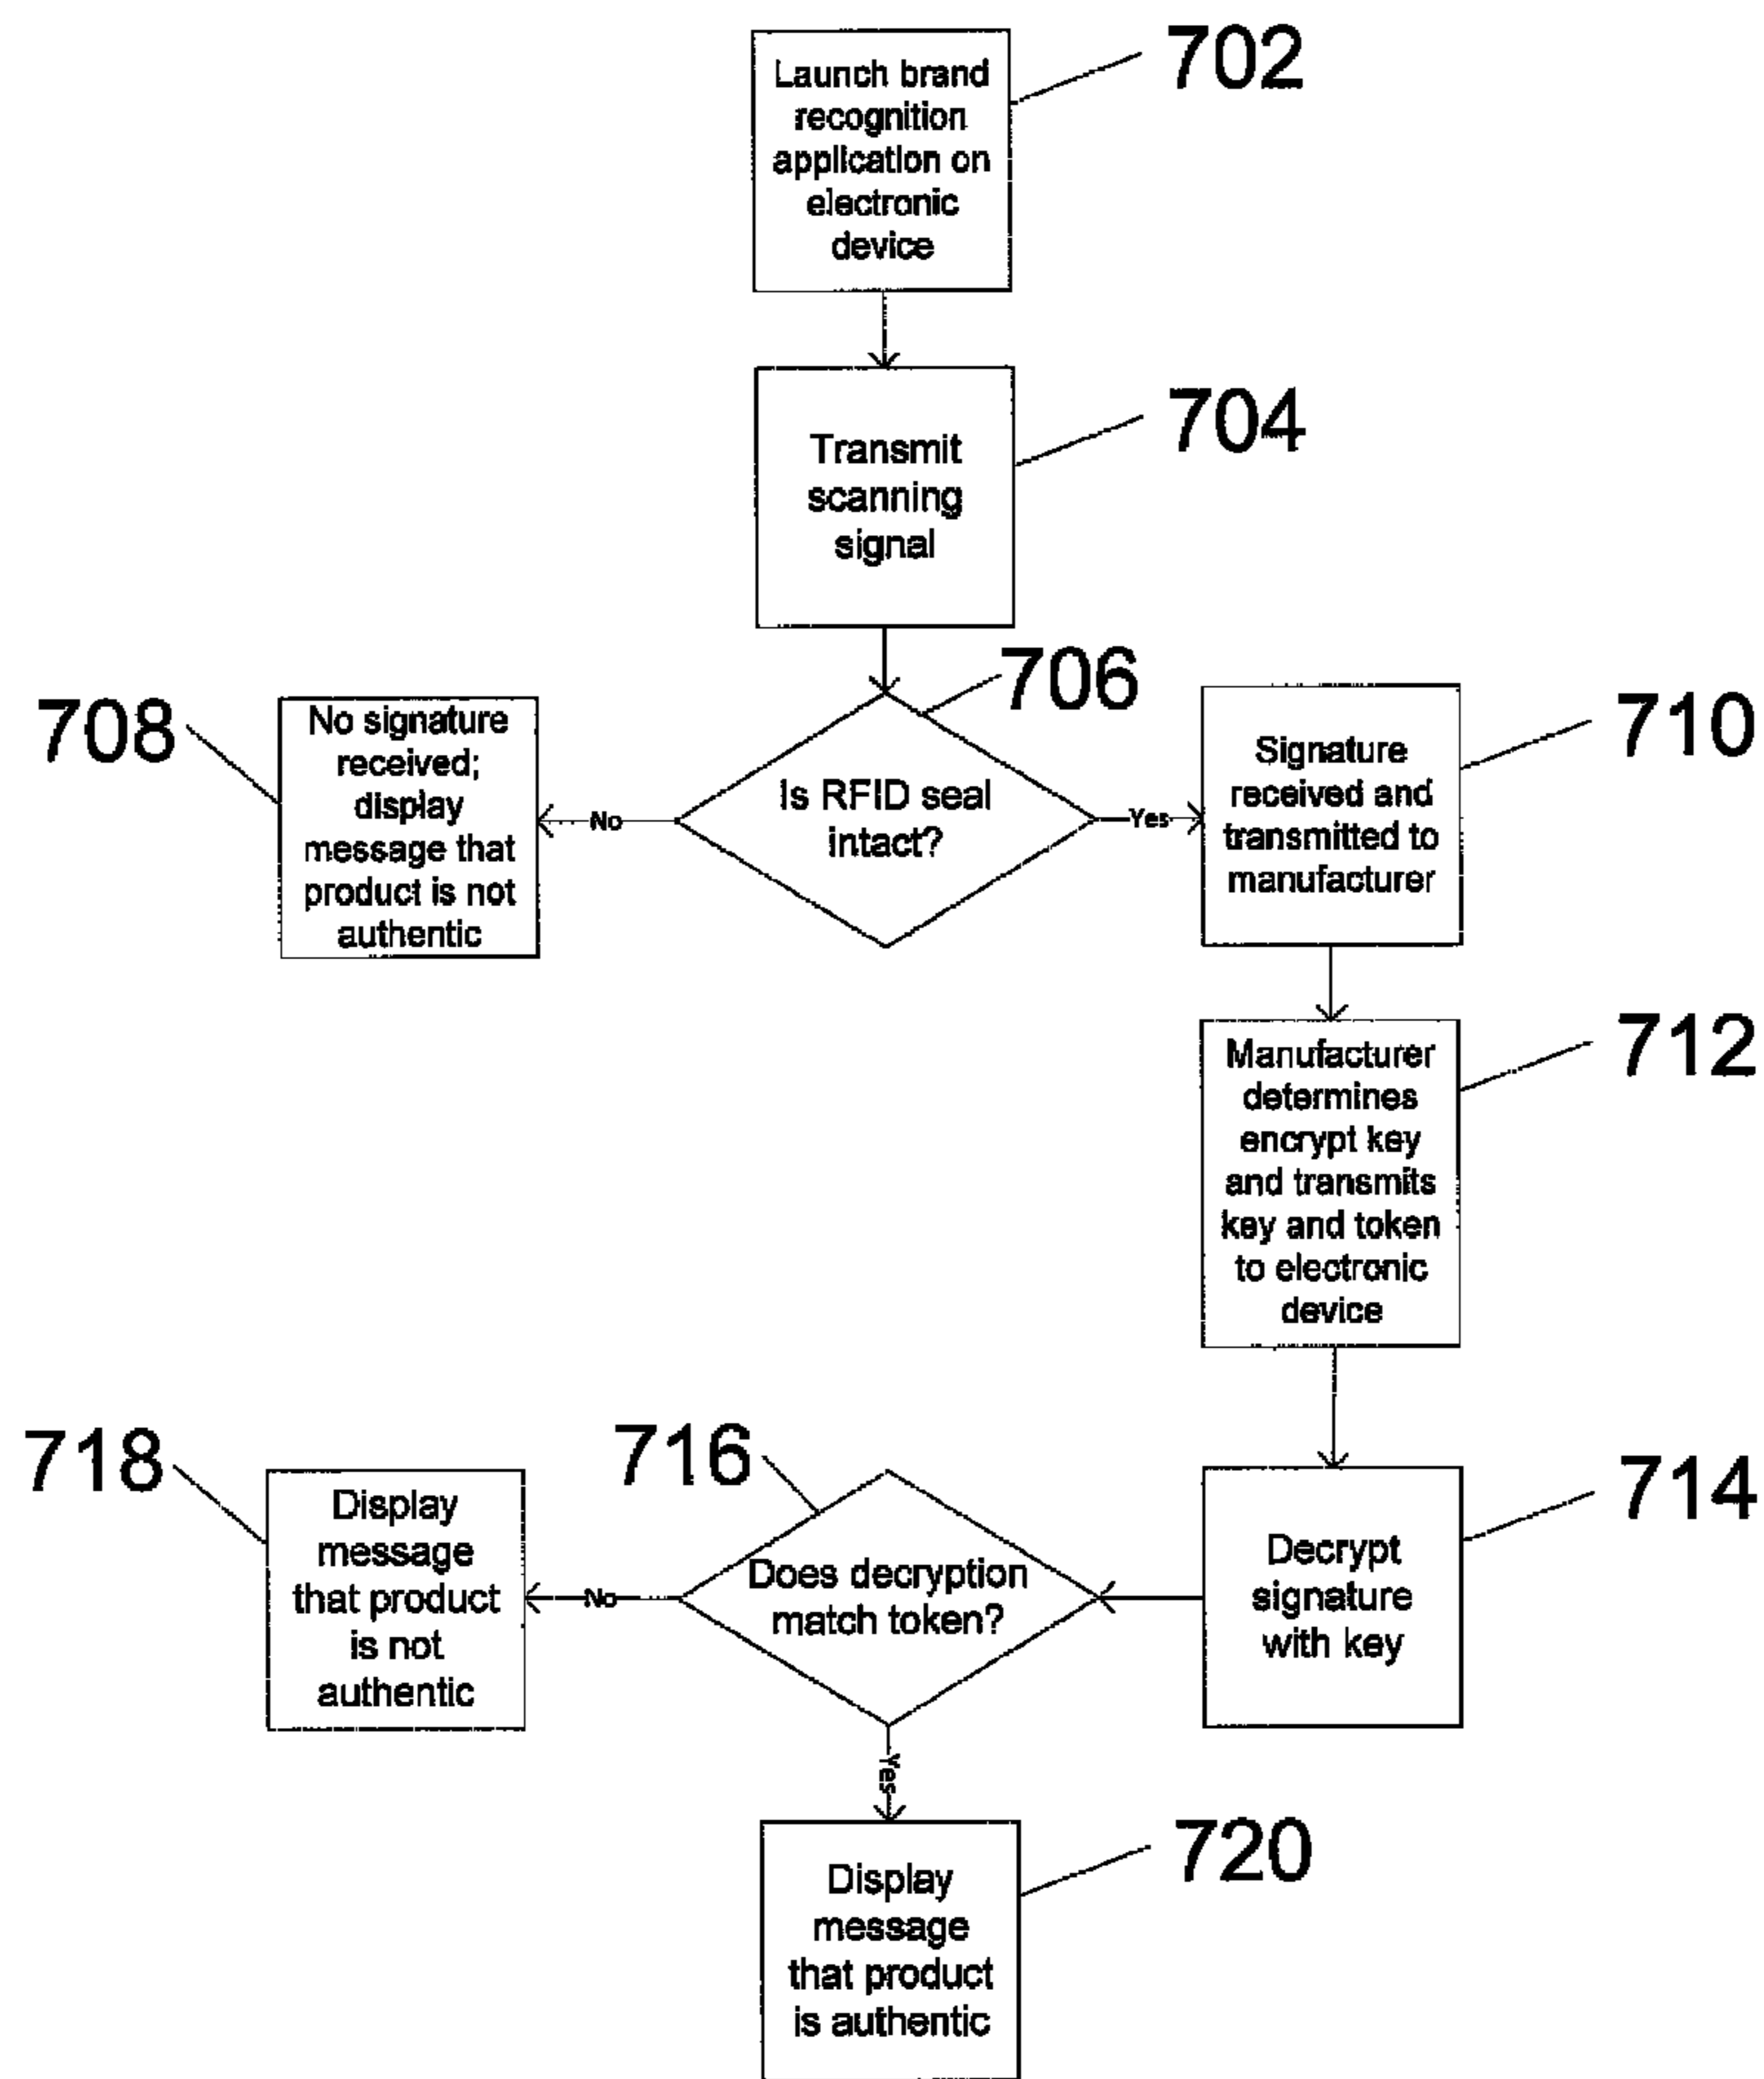 702
Launch brand
recognition
application on
electronic
device
704
Transmit
scanning
signal
706
Is RFID seal
intact?
No
Yes
708
No signature
received;
display
message that
product is not
authentic
710
Signature
received and
transmitted to
manufacturer
712
Manufacturer
determines
encrypt key
and transmits
key and token
to electronic
device
714
Decrypt
signature
with key
716
Does decryption
match token?
No
Yes
718
Display
message
that product
is not
authentic
720
Display
message
that product
is authentic